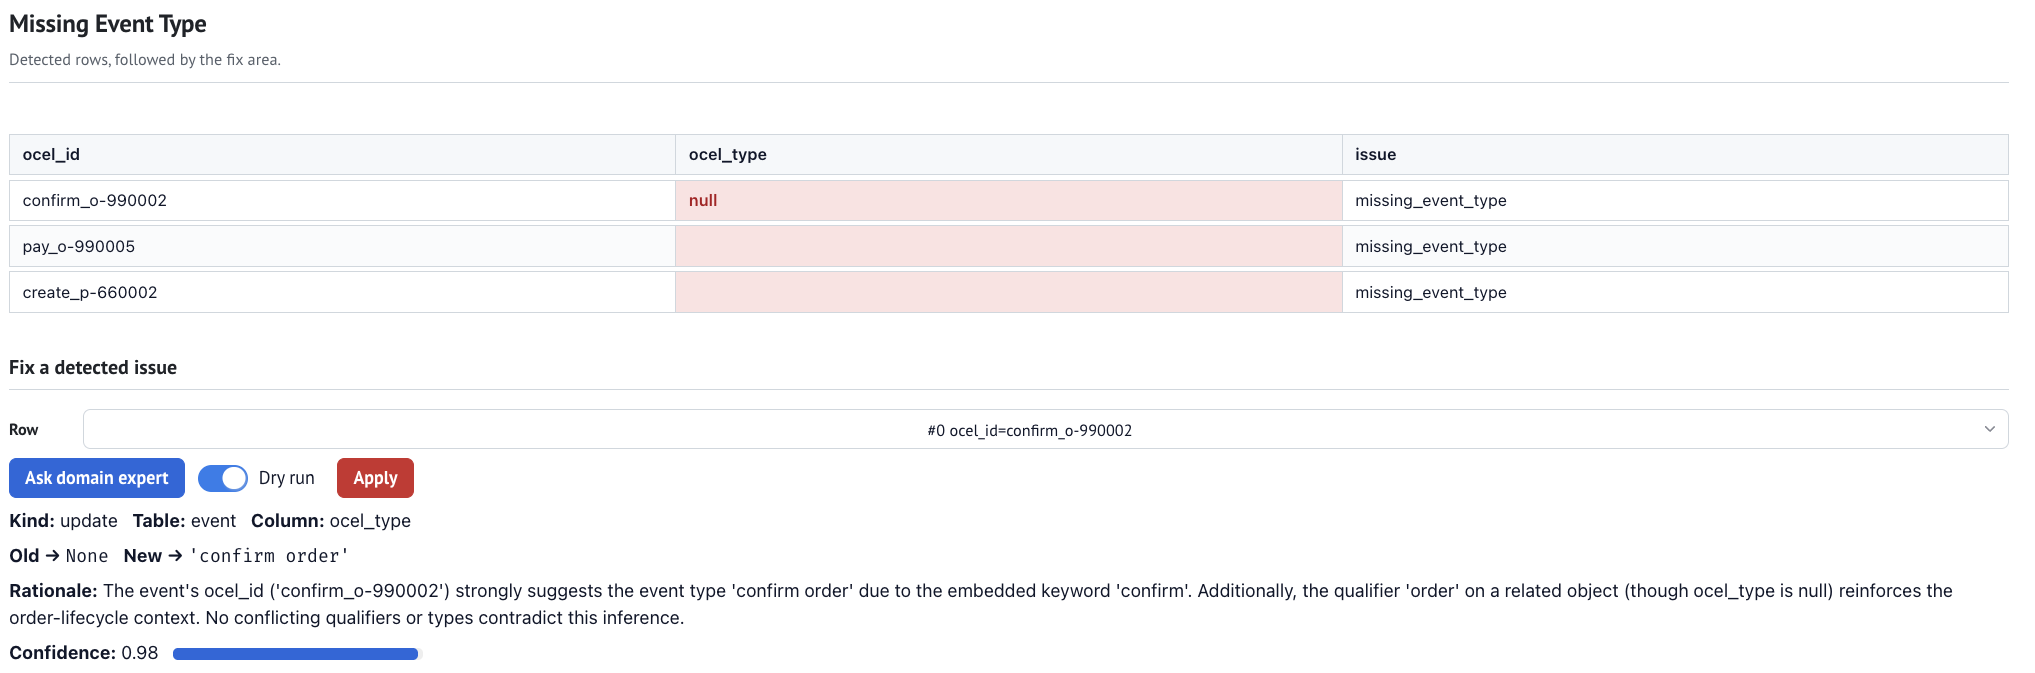 Missing Event Type
Detected rows, followed by the fix area.
ocel_id ocel_type issue
confirm_o-990002 null missing_event_type
pay_o-990005 missing_event_type
create_p-660002 missing_event_type
Fix a detected issue
Row #0 ocel_id=confirm_o-990002
Ask domain expert Dry run Apply
Kind: update Table: event Column: ocel_type
Old → None New → 'confirm order'
Rationale: The event's ocel_id ('confirm_o-990002') strongly suggests the event type 'confirm order' due to the embedded keyword 'confirm'. Additionally, the qualifier 'order' on a related object (though ocel_type is null) reinforces the
order-lifecycle context. No conflicting qualifiers or types contradict this inference.
Confidence: 0.98